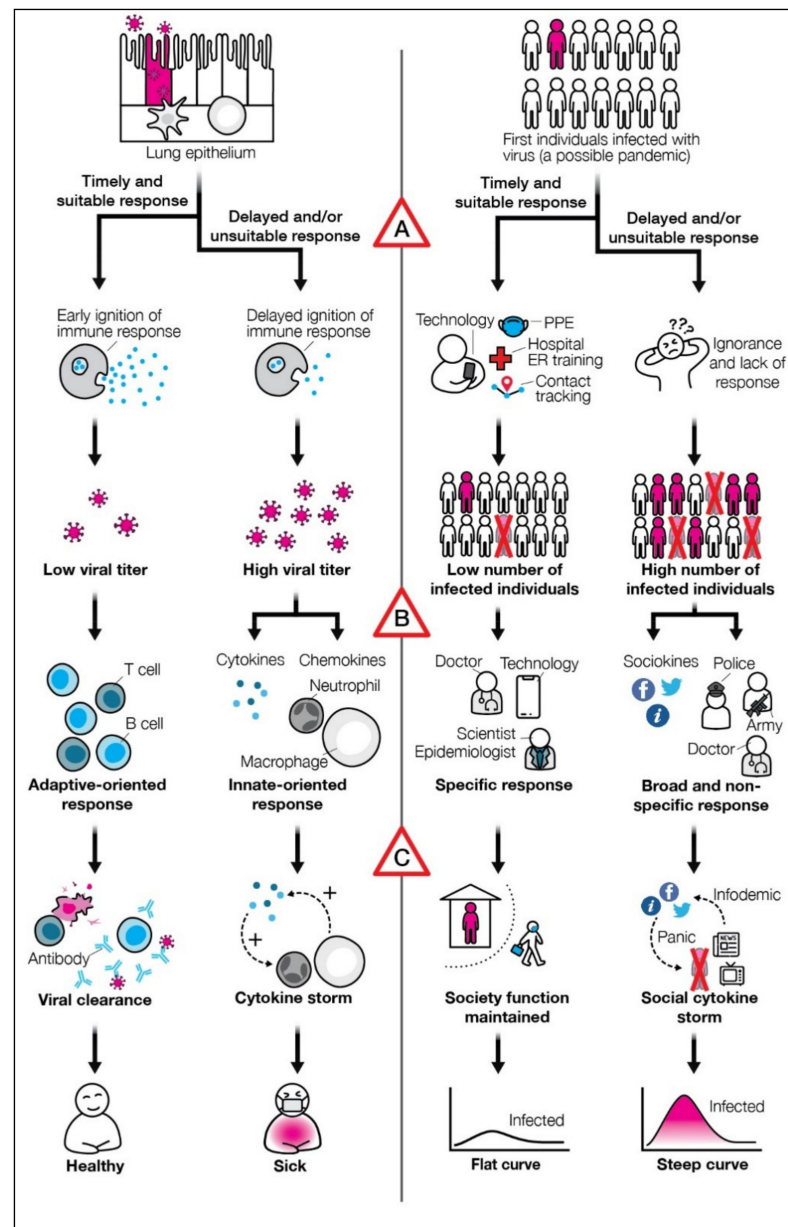 Lung epithelium
First individuals infected with
virus (a possible pandemic)
Timely and
suitable response
Delayed and/or
unsuitable response
A
Timely and
suitable response
Delayed and/or
unsuitable response
Early ignition of
immune response
Delayed ignition of
immune response
Technology
PPE
Hospital
ER training
Contact
tracking
???
Ignorance
and lack of
response
Low viral titer
High viral titer
Low number of
infected individuals
High number of
infected individuals
B
T cell
B cell
Adaptive-oriented
response
Cytokines
Chemokines
Neutrophil
Macrophage
Innate-oriented
response
Doctor
Technology
Scientist
Epidemiologist
Specific response
Sociokines
Police
f
i
Army
Doctor
Broad and non-
specific response
C
Antibody
Viral clearance
+
+
Cytokine storm
Society function
maintained
f
i
Infodemic
Panic
NEWS
Social cytokine
storm
Healthy
Sick
Infected
Flat curve
Infected
Steep curve